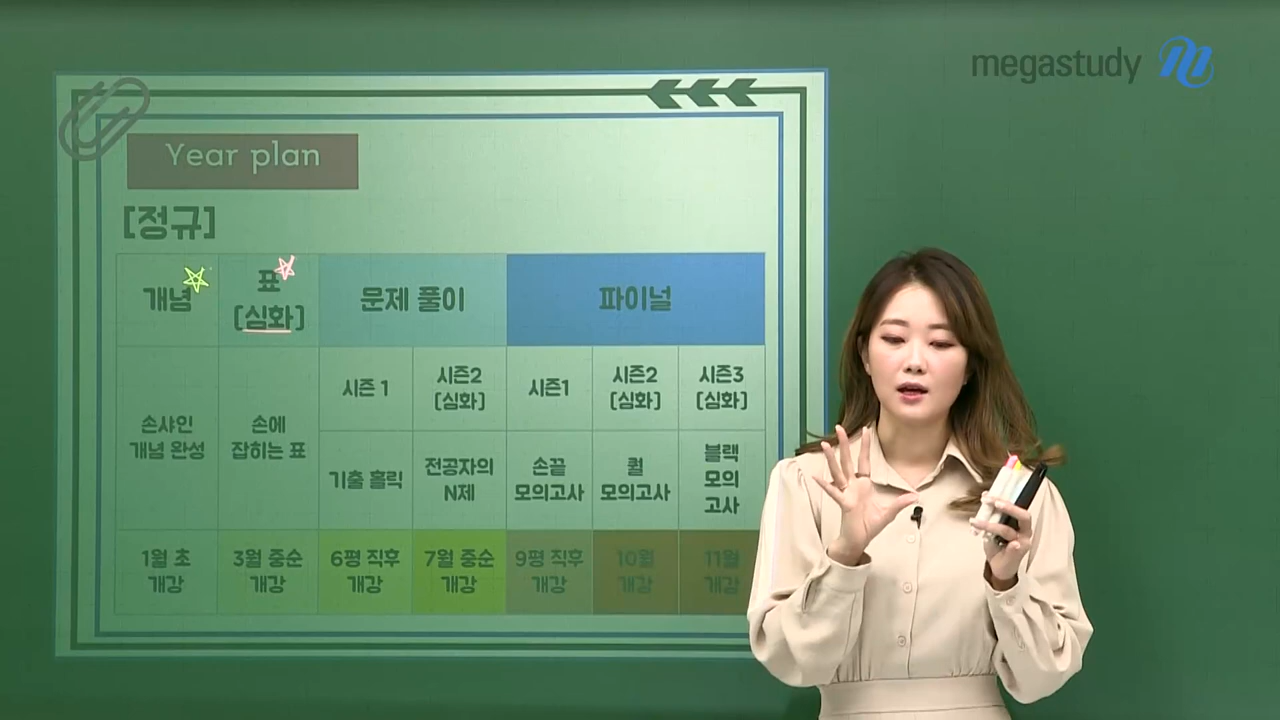 megastudy
Year plan
[정규]
개념
표
[심화]
문제 풀이
파이널
시즌 1
시즌2
[심화]
시즌1
시즌2
[심화]
시즌3
[심화]
손샤인
개념 완성
손에
잡히는 표
기출 홀릭
전공자의
N제
손끝
모의고사
퀄
모의고사
블랙
모의
고사
1월 초
개강
3월 중순
개강
6평 직후
개강
7월 중순
개강
9평 직후
개강
10월
개강
11월
개강